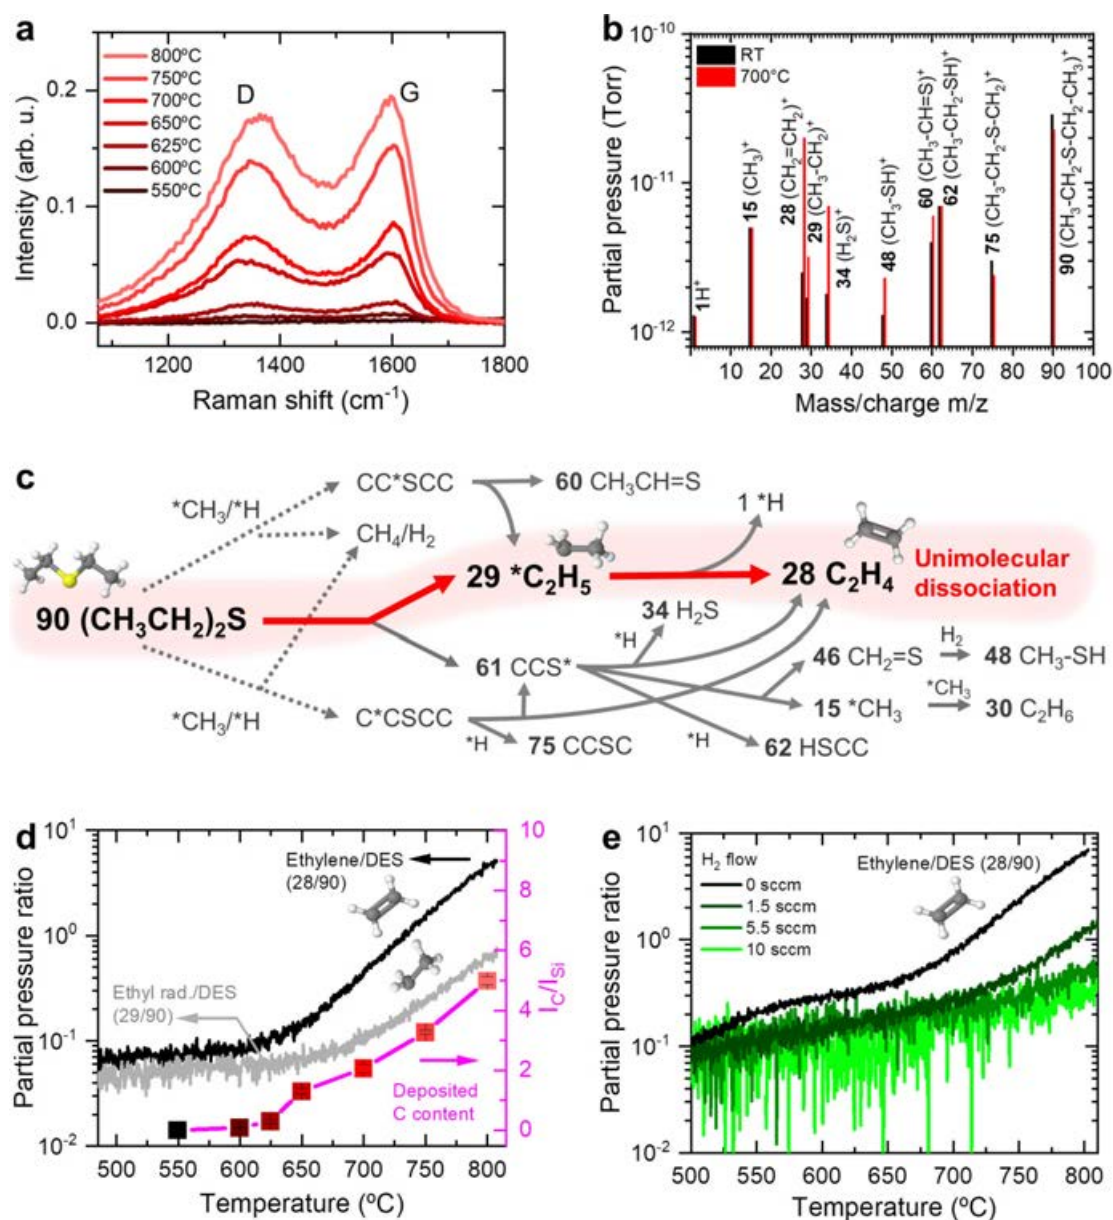 a
800ºC
750ºC
700ºC
650ºC
625ºC
600ºC
550ºC
D
G
0.2
0.1
0.0
Intensity (arb. u.)
1200
1400
1600
1800
Raman shift (cm⁻¹)
b
RT
700°C
10⁻¹⁰
10⁻¹¹
10⁻¹²
Partial pressure (Torr)
1H⁺
15 (CH₃)⁺
28 (CH₂=CH₂)⁺
29 (CH₃-CH₂)⁺
34 (H₂S)⁺
48 (CH₃-SH)⁺
60 (CH₃-CH=S)⁺
62 (CH₃-CH₂-SH)⁺
75 (CH₃-CH₂-S-CH₂)⁺
90 (CH₃-CH₂-S-CH₂-CH₃)⁺
10 20 30 40 50 60 70 80 90 100
Mass/charge m/z
c
*CH₃/*H
CC*SCC
60 CH₃CH=S
CH₄/H₂
1 *H
90 (CH₃CH₂)₂S
29 *C₂H₅
28 C₂H₄
Unimolecular
dissociation
34 H₂S
*H
61 CCS*
46 CH₂=S
H₂
48 CH₃-SH
*CH₃/*H
C*CSCC
*H
75 CCSC
*H
62 HSCC
15 *CH₃
*CH₃
30 C₂H₆
d
10¹
10⁰
10⁻¹
10⁻²
Partial pressure ratio
Ethylene/DES
(28/90)
Ethyl rad./DES
(29/90)
Deposited
C content
10
8
6
4
2
0
I_C/I_Si
500 550 600 650 700 750 800
Temperature (ºC)
e
10¹
10⁰
10⁻¹
10⁻²
Partial pressure ratio
H₂ flow
0 sccm
1.5 sccm
5.5 sccm
10 sccm
Ethylene/DES (28/90)
500 550 600 650 700 750 800
Temperature (ºC)